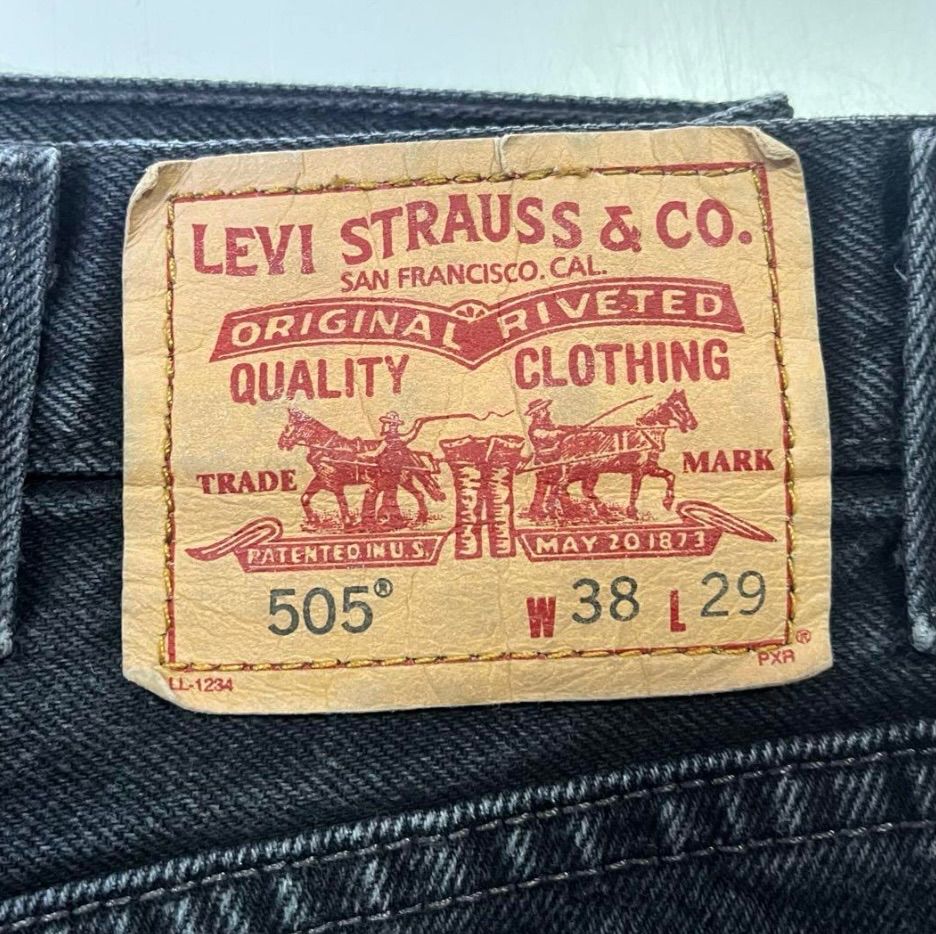 LEVI STRAUSS & CO.
SAN FRANCISCO. CAL.
ORIGINAL RIVETED
QUALITY CLOTHING
TRADE MARK
PATENTED IN U.S. MAY 20 1873
505® W 38 L 29
LL-1234 PXR ®